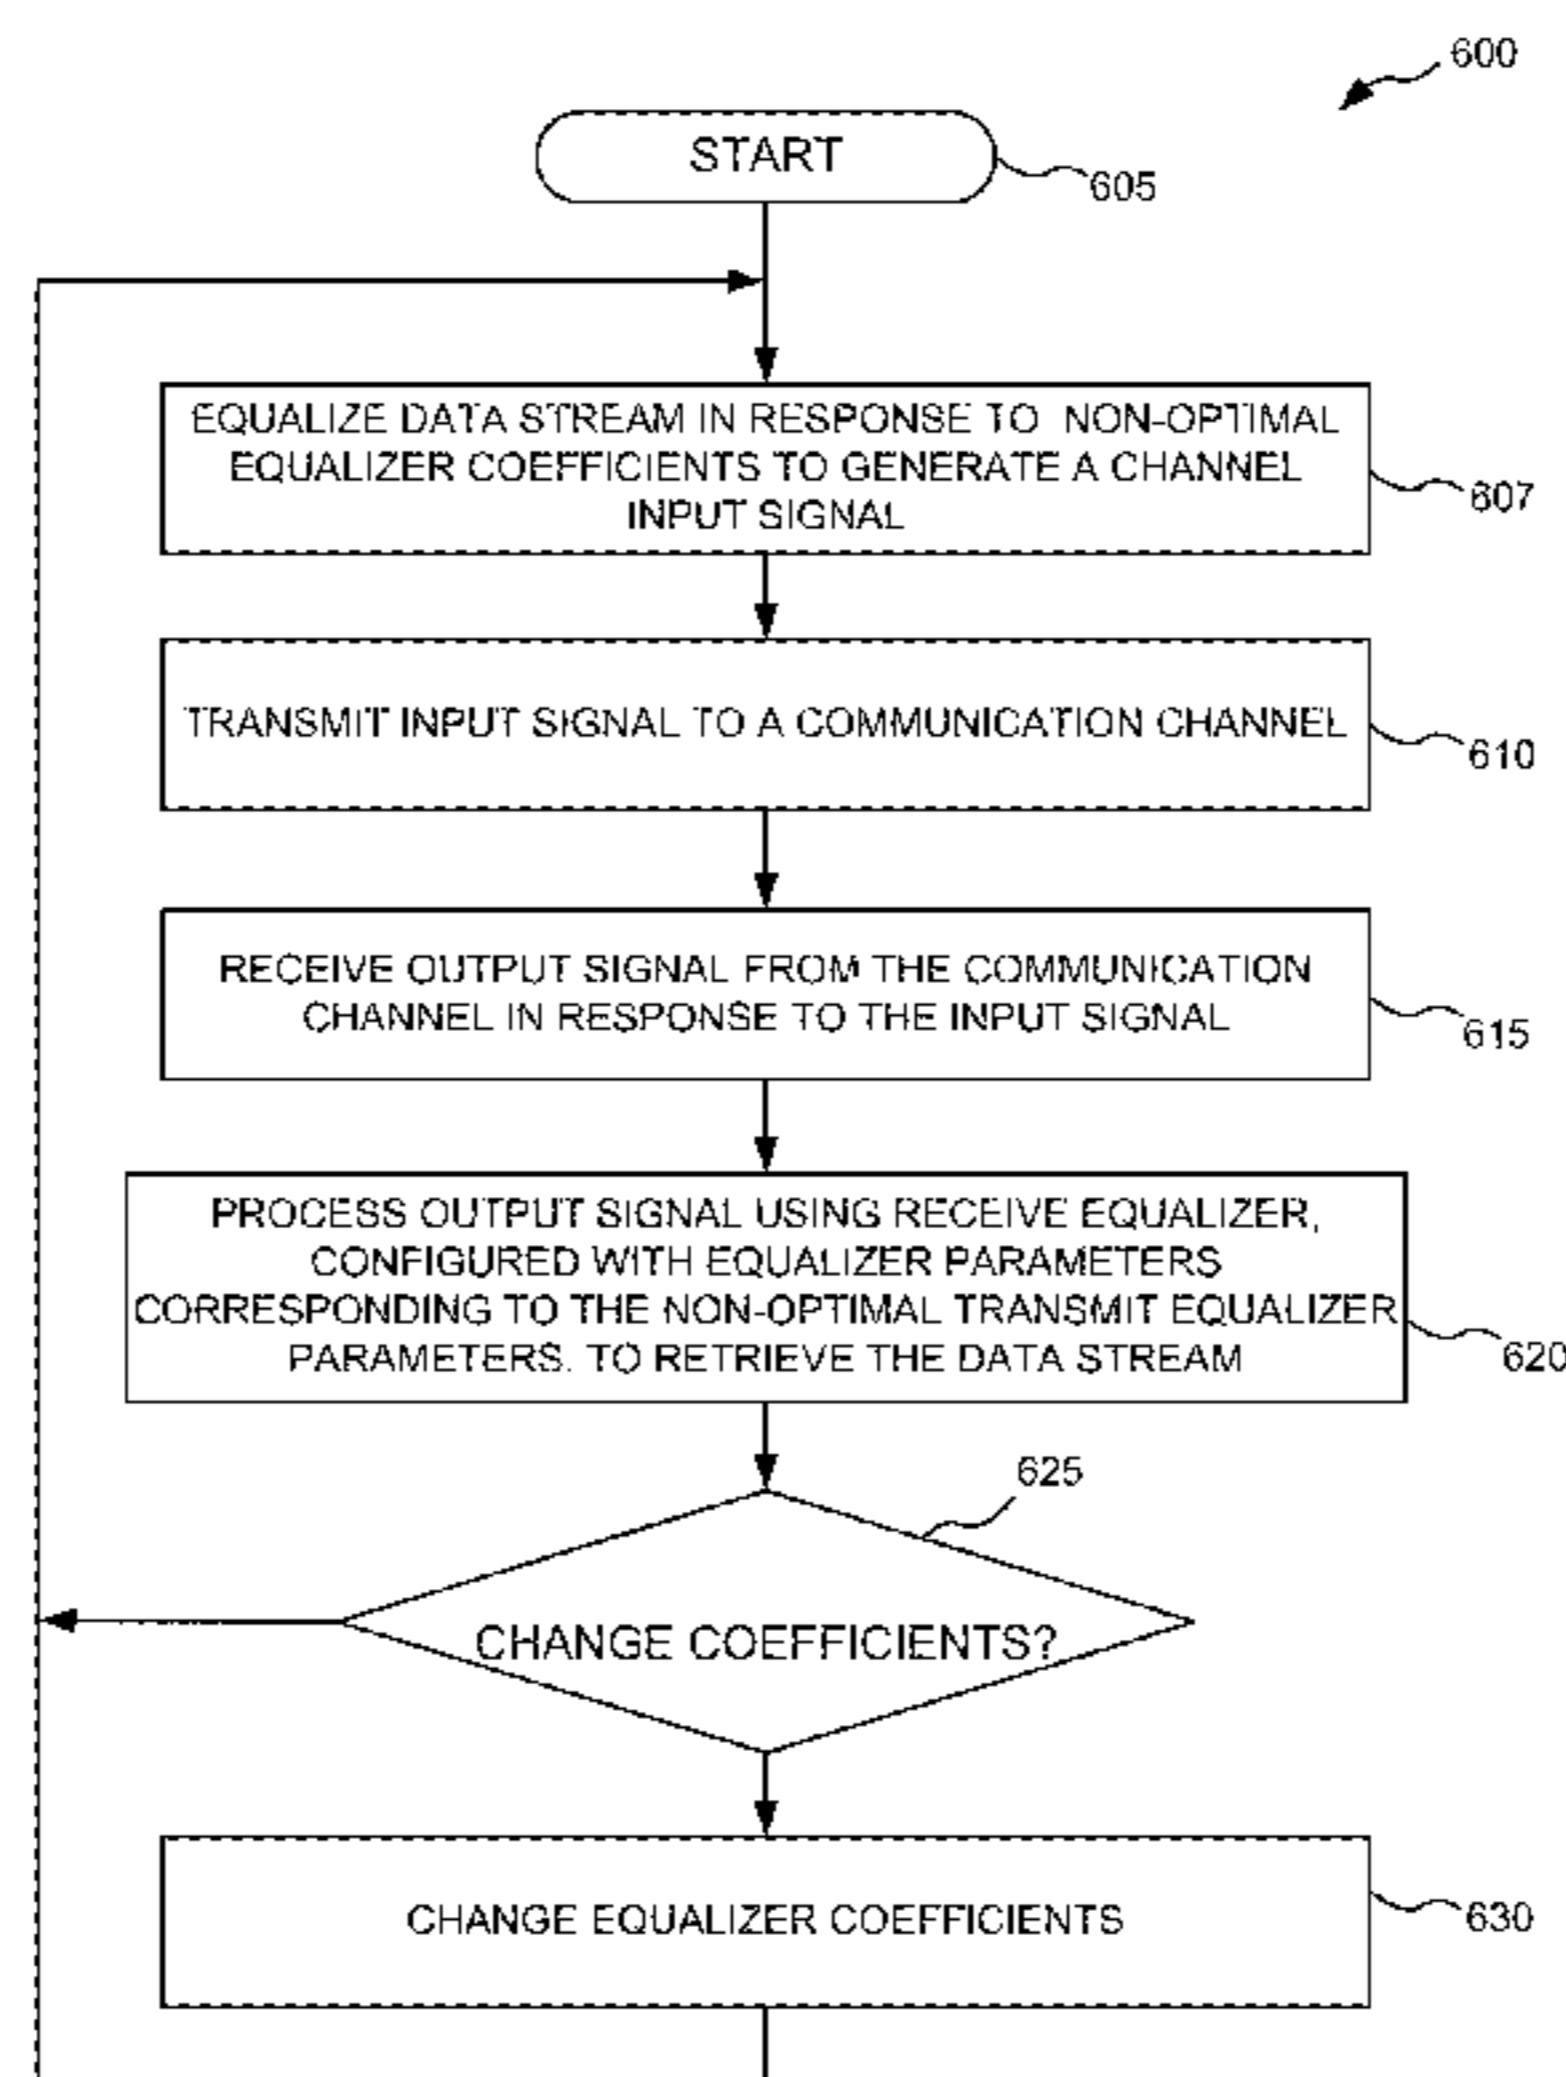 600
START
605
EQUALIZE DATA STREAM IN RESPONSE TO NON-OPTIMAL
EQUALIZER COEFFICIENTS TO GENERATE A CHANNEL
INPUT SIGNAL
607
TRANSMIT INPUT SIGNAL TO A COMMUNICATION CHANNEL
610
RECEIVE OUTPUT SIGNAL FROM THE COMMUNICATION
CHANNEL IN RESPONSE TO THE INPUT SIGNAL
615
PROCESS OUTPUT SIGNAL USING RECEIVE EQUALIZER,
CONFIGURED WITH EQUALIZER PARAMETERS
CORRESPONDING TO THE NON-OPTIMAL TRANSMIT EQUALIZER
PARAMETERS. TO RETRIEVE THE DATA STREAM
620
625
CHANGE COEFFICIENTS?
CHANGE EQUALIZER COEFFICIENTS
630